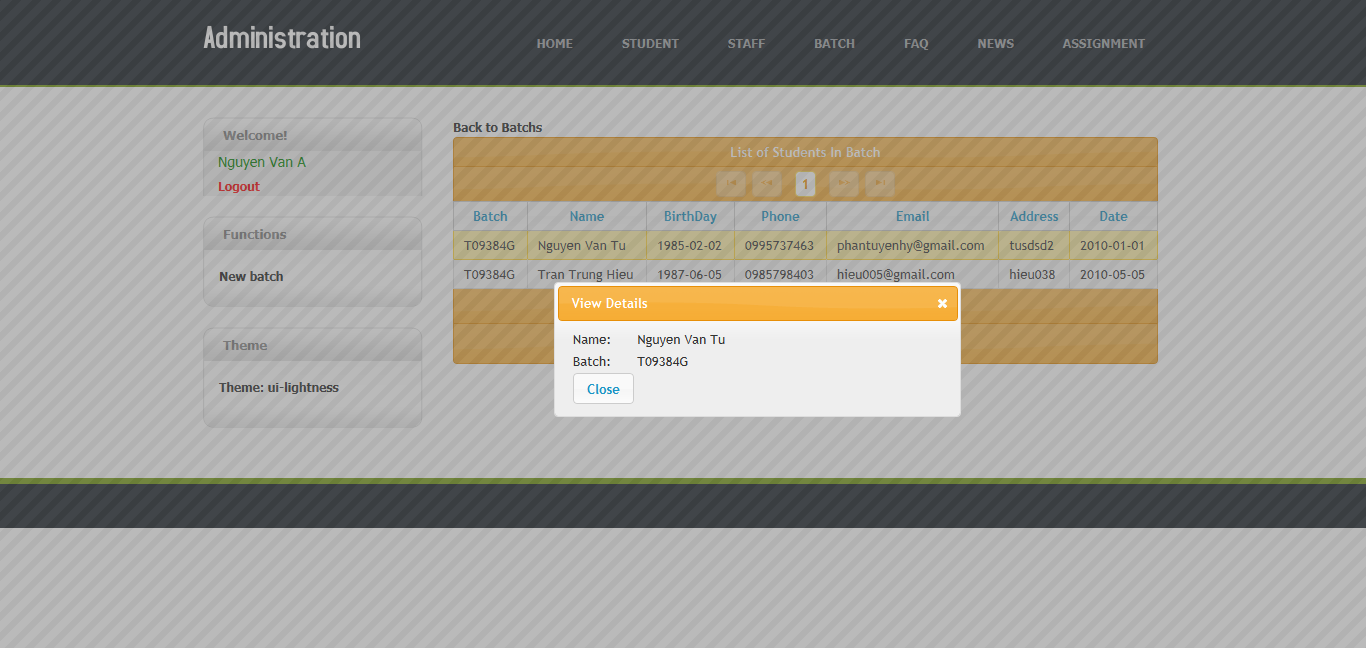 Administration
HOME STUDENT STAFF BATCH FAQ NEWS ASSIGNMENT
Welcome!
Nguyen Van A
Logout
Functions
New batch
Theme
Theme: ui-lightness
Back to Batchs
List of Students In Batch
1
Batch Name BirthDay Phone Email Address Date
T09384G Nguyen Van Tu 1985-02-02 0995737463 phantuyenhy@gmail.com tusdsd2 2010-01-01
T09384G Tran Trung Hieu 1987-06-05 0985798403 hieu005@gmail.com hieu038 2010-05-05
View Details
Name: Nguyen Van Tu
Batch: T09384G
Close